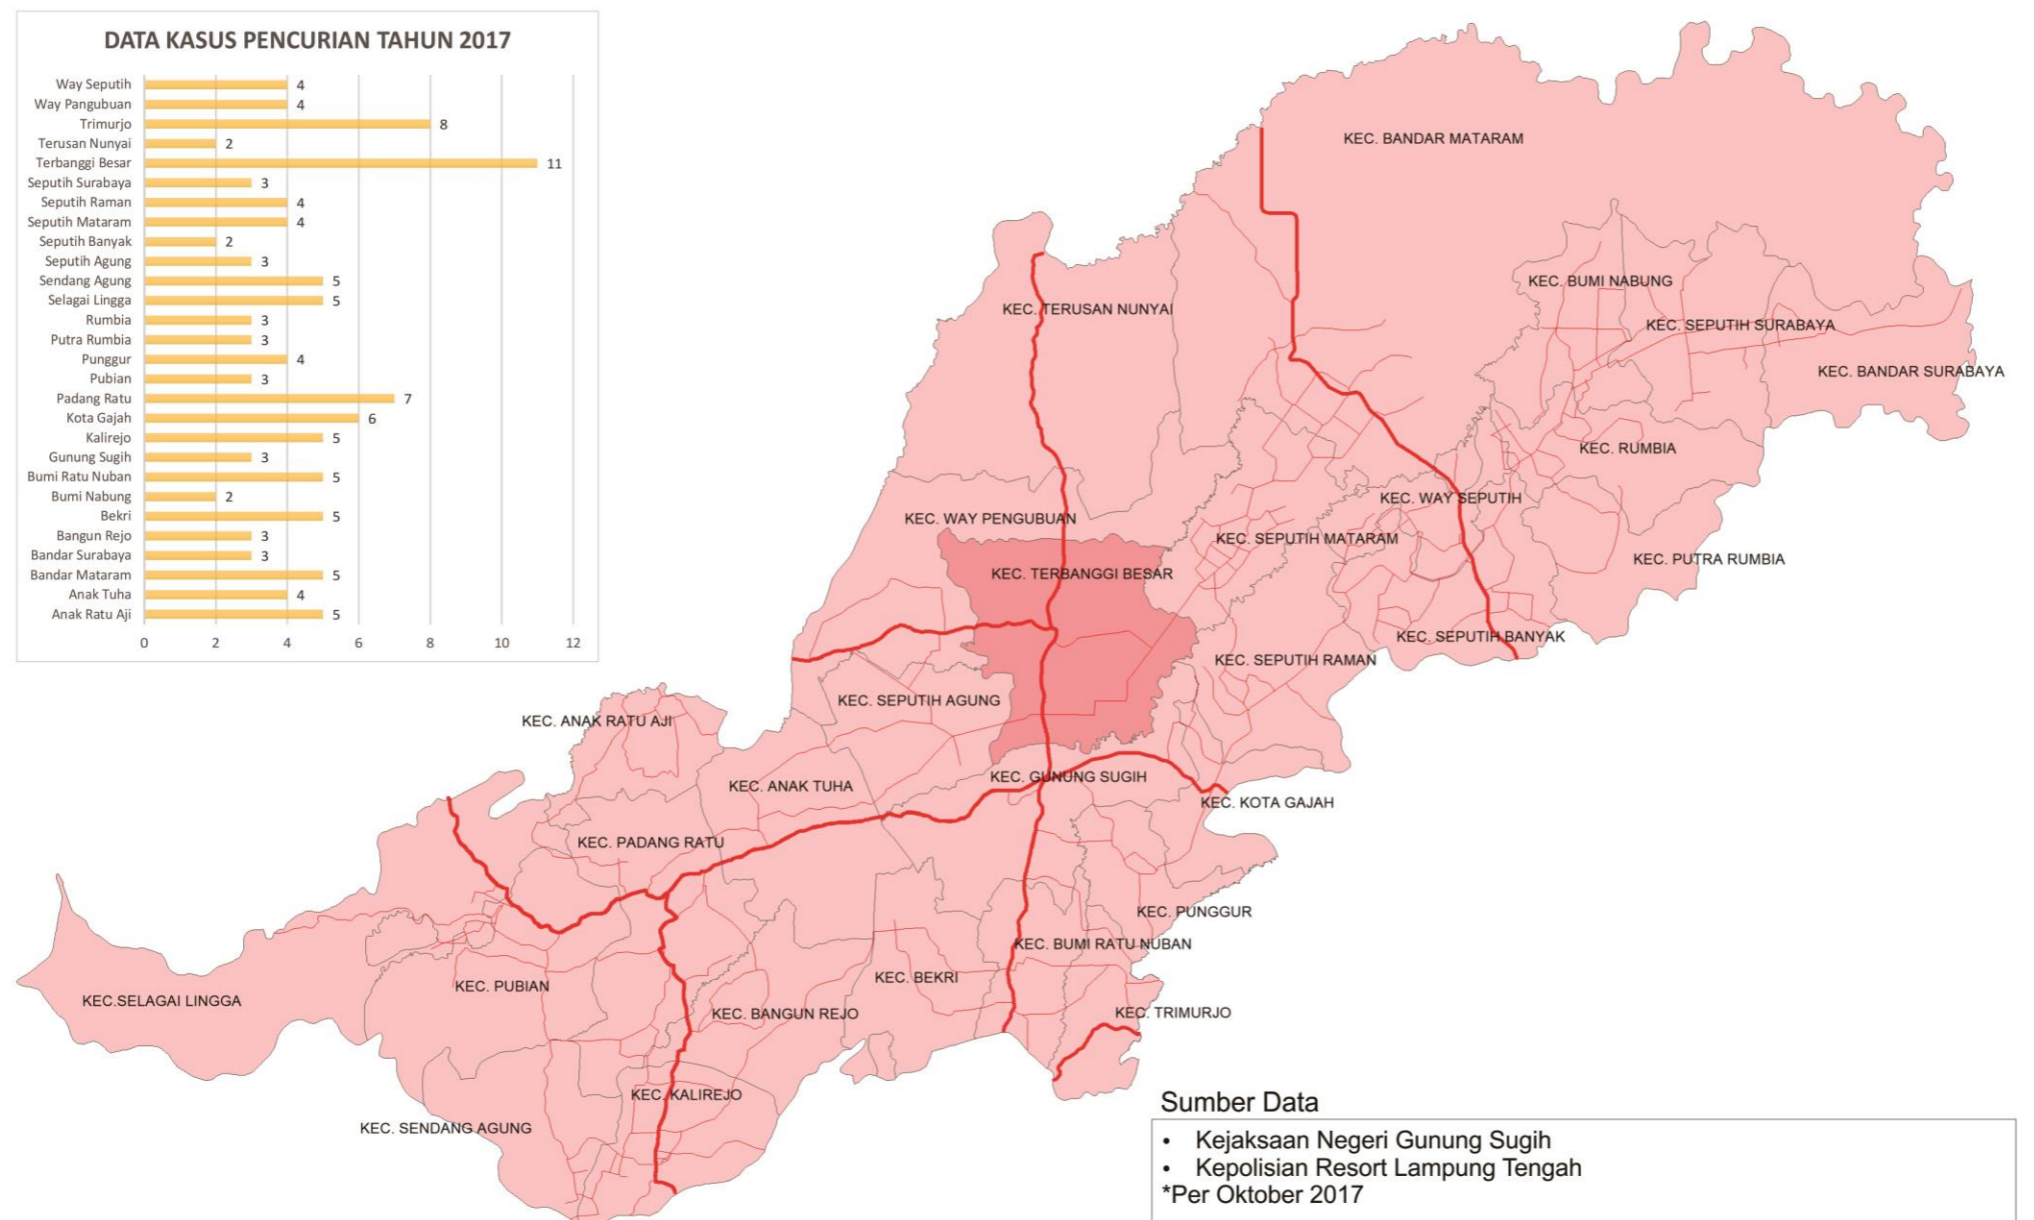 DATA KASUS PENCURIAN TAHUN 2017
Way Seputih 4
Way Pangubuan 4
Trimurjo 8
Terusan Nunyai 2
Terbanggi Besar 11
Seputih Surabaya 3
Seputih Raman 4
Seputih Mataram 4
Seputih Banyak 2
Seputih Agung 3
Sendang Agung 5
Selagai Lingga 5
Rumbia 3
Putra Rumbia 3
Punggur 4
Pubian 3
Padang Ratu 7
Kota Gajah 6
Kalirejo 5
Gunung Sugih 3
Bumi Ratu Nuban 5
Bumi Nabung 2
Bekri 5
Bangun Rejo 3
Bandar Surabaya 3
Bandar Mataram 5
Anak Tuha 4
Anak Ratu Aji 5
0 2 4 6 8 10 12
KEC. BANDAR MATARAM
KEC. BUMI NABUNG
KEC. TERUSAN NUNYAI
KEC. SEPUTIH SURABAYA
KEC. BANDAR SURABAYA
KEC. RUMBIA
KEC. WAY SEPUTIH
KEC. WAY PENGUBUAN
KEC. SEPUTIH MATARAM
KEC. PUTRA RUMBIA
KEC. TERBANGGI BESAR
KEC. SEPUTIH BANYAK
KEC. SEPUTIH RAMAN
KEC. SEPUTIH AGUNG
KEC. ANAK RATU AJI
KEC. GUNUNG SUGIH
KEC. ANAK TUHA
KEC. KOTA GAJAH
KEC. PADANG RATU
KEC. PUNGGUR
KEC. BUMI RATU NUBAN
KEC. BEKRI
KEC. PUBIAN
KEC.SELAGAI LINGGA
KEC. BANGUN REJO
KEC. TRIMURJO
KEC. KALIREJO
KEC. SENDANG AGUNG
Sumber Data
• Kejaksaan Negeri Gunung Sugih
• Kepolisian Resort Lampung Tengah
*Per Oktober 2017